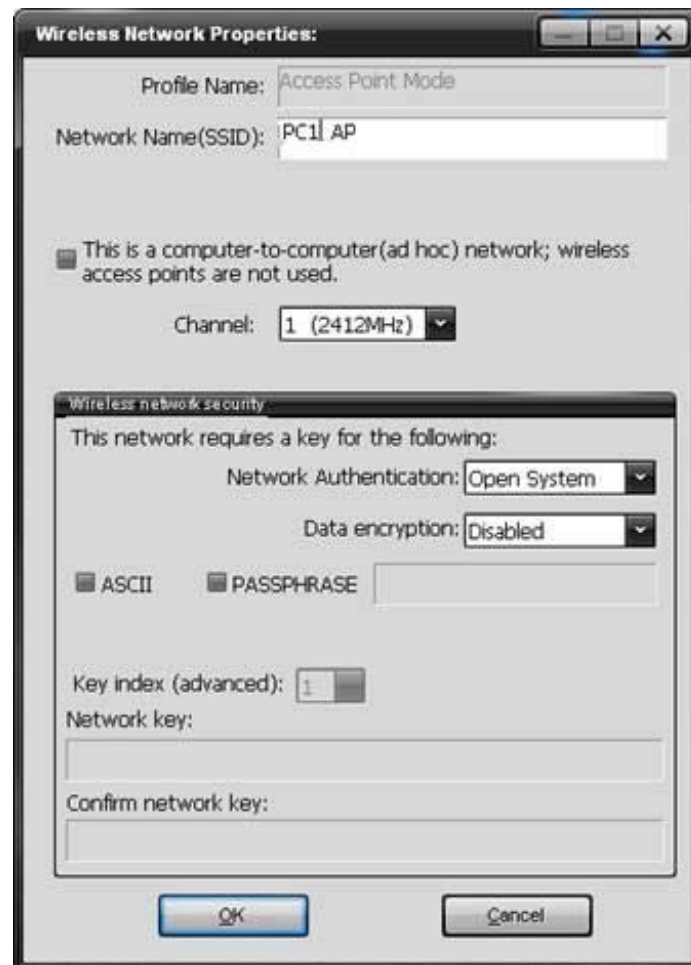 Wireless Network Properties:
Profile Name: Access Point Mode
Network Name(SSID): PC1 AP
This is a computer-to-computer(ad hoc) network; wireless
access points are not used.
Channel: 1 (2412MHz)
Wireless network security
This network requires a key for the following:
Network Authentication: Open System
Data encryption: Disabled
ASCII PASSPHRASE
Key index (advanced): 1
Network key:
Confirm network key:
OK Cancel